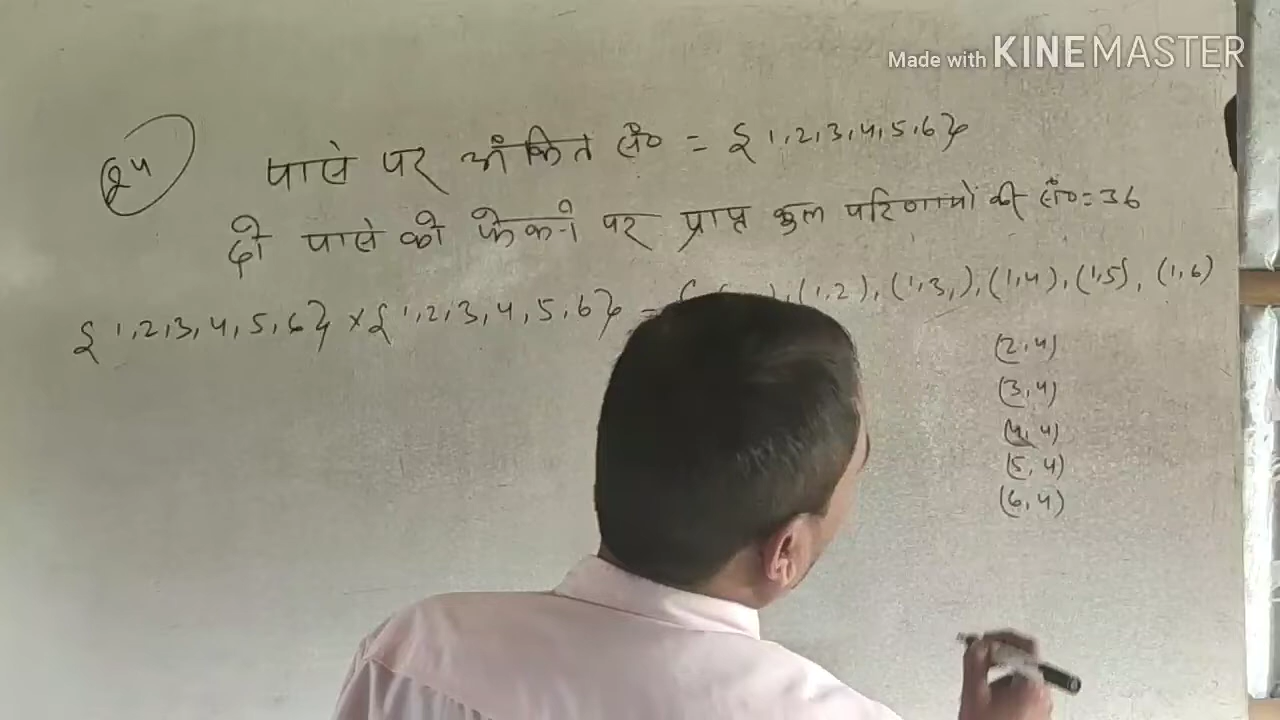 Made with KINEMASTER
24 पासे पर अंकित सं० = {1,2,3,4,5,6}
दो पासे को फेकने पर प्राप्त कुल परिणामो की सं० = 36
{1,2,3,4,5,6} x {1,2,3,4,5,6} = { (1,2), (1,3,), (1,4), (1,5), (1,6)
(2,4)
(3,4)
(4,4)
(5,4)
(6,4)